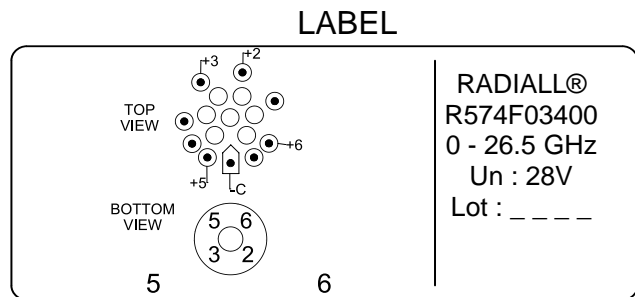 LABEL
+3 +2
TOP
VIEW
+6
+5
-C
BOTTOM
VIEW
5 6
3 2
5 6
RADIALL®
R574F03400
0 - 26.5 GHz
Un : 28V
Lot : _ _ _ _